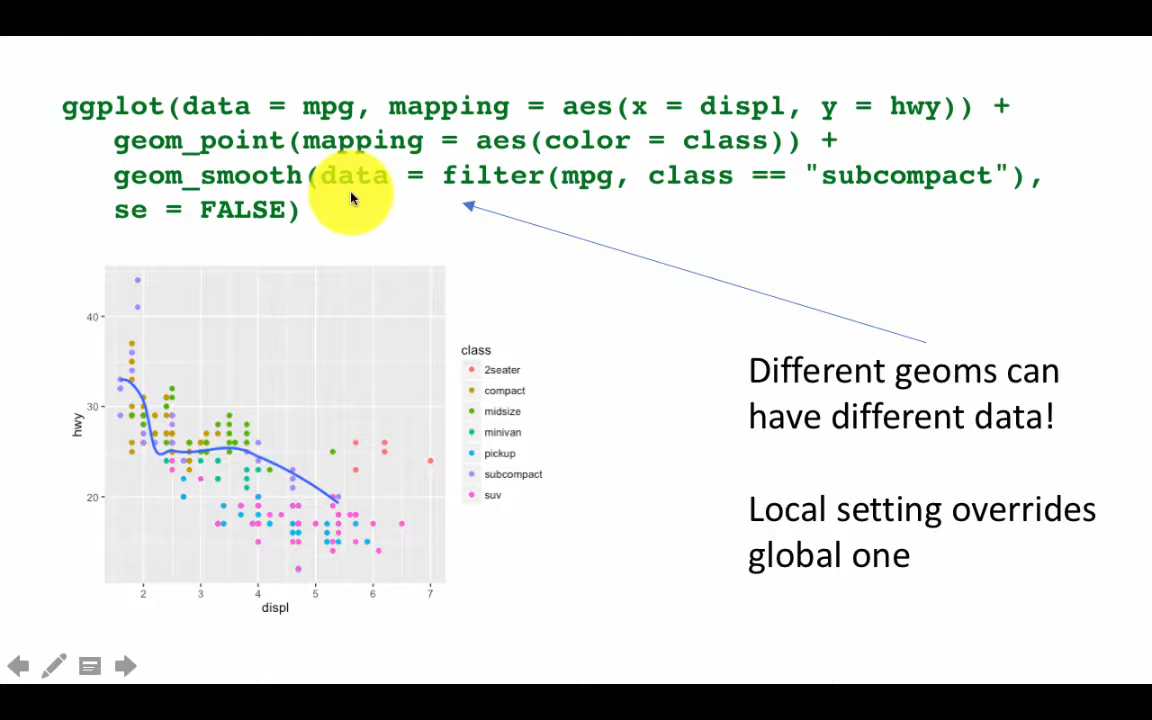 ggplot(data = mpg, mapping = aes(x = displ, y = hwy)) +
geom_point(mapping = aes(color = class)) +
geom_smooth(data = filter(mpg, class == "subcompact"),
se = FALSE)
Different geoms can
have different data!
Local setting overrides
global one
hwy
40
30
20
2 3 4 5 6 7
displ
class
2seater
compact
midsize
minivan
pickup
subcompact
suv